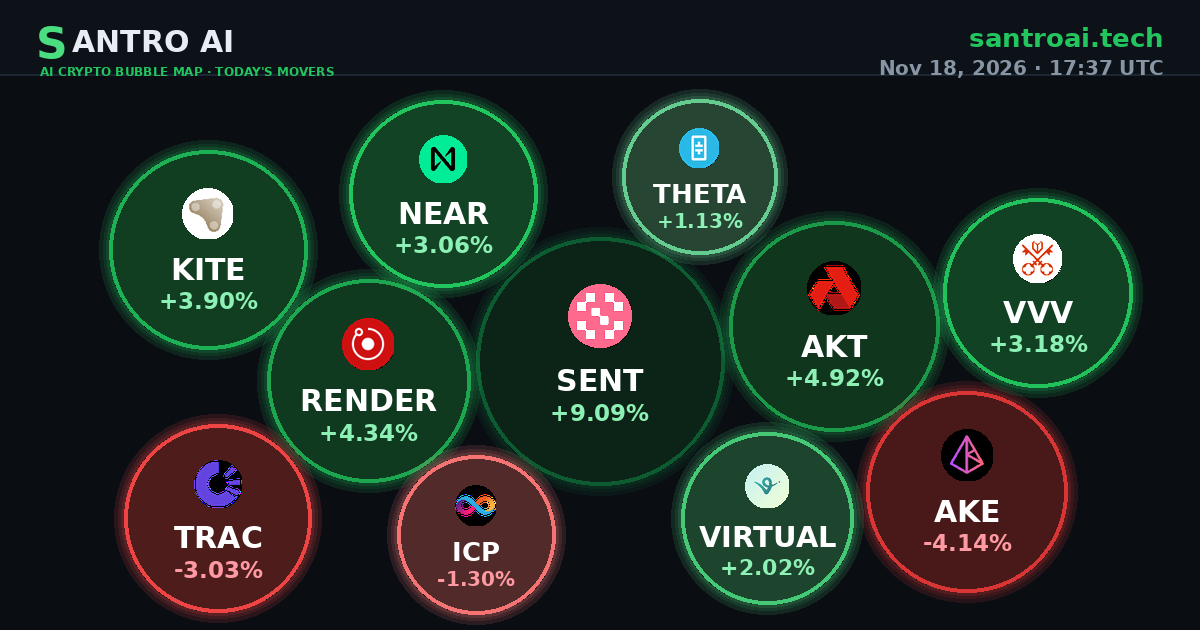 SANTRO AI
AI CRYPTO BUBBLE MAP · TODAY'S MOVERS
santroai.tech
Nov 18, 2026 · 17:37 UTC
KITE
+3.90%
NEAR
+3.06%
THETA
+1.13%
VVV
+3.18%
RENDER
+4.34%
SENT
+9.09%
AKT
+4.92%
TRAC
-3.03%
ICP
-1.30%
VIRTUAL
+2.02%
AKE
-4.14%